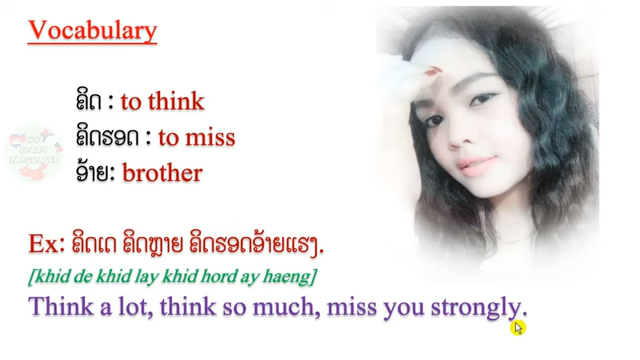 Vocabulary
ຄິດ : to think
ຄິດຮອດ : to miss
ອ້າຍ: brother
Ex: ຄິດເດ ຄິດຫຼາຍ ຄິດຮອດອ້າຍແຮງ.
[khid de khid lay khid hord ay haeng]
Think a lot, think so much, miss you strongly.